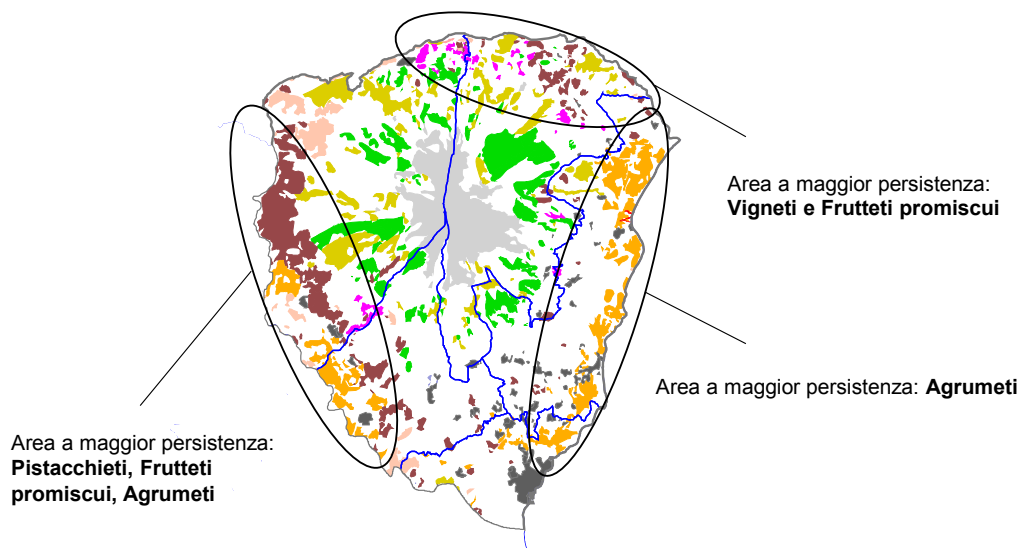 Area a maggior persistenza:
Vigneti e Frutteti promiscui
Area a maggior persistenza: Agrumeti
Area a maggior persistenza:
Pistacchieti, Frutteti
promiscui, Agrumeti